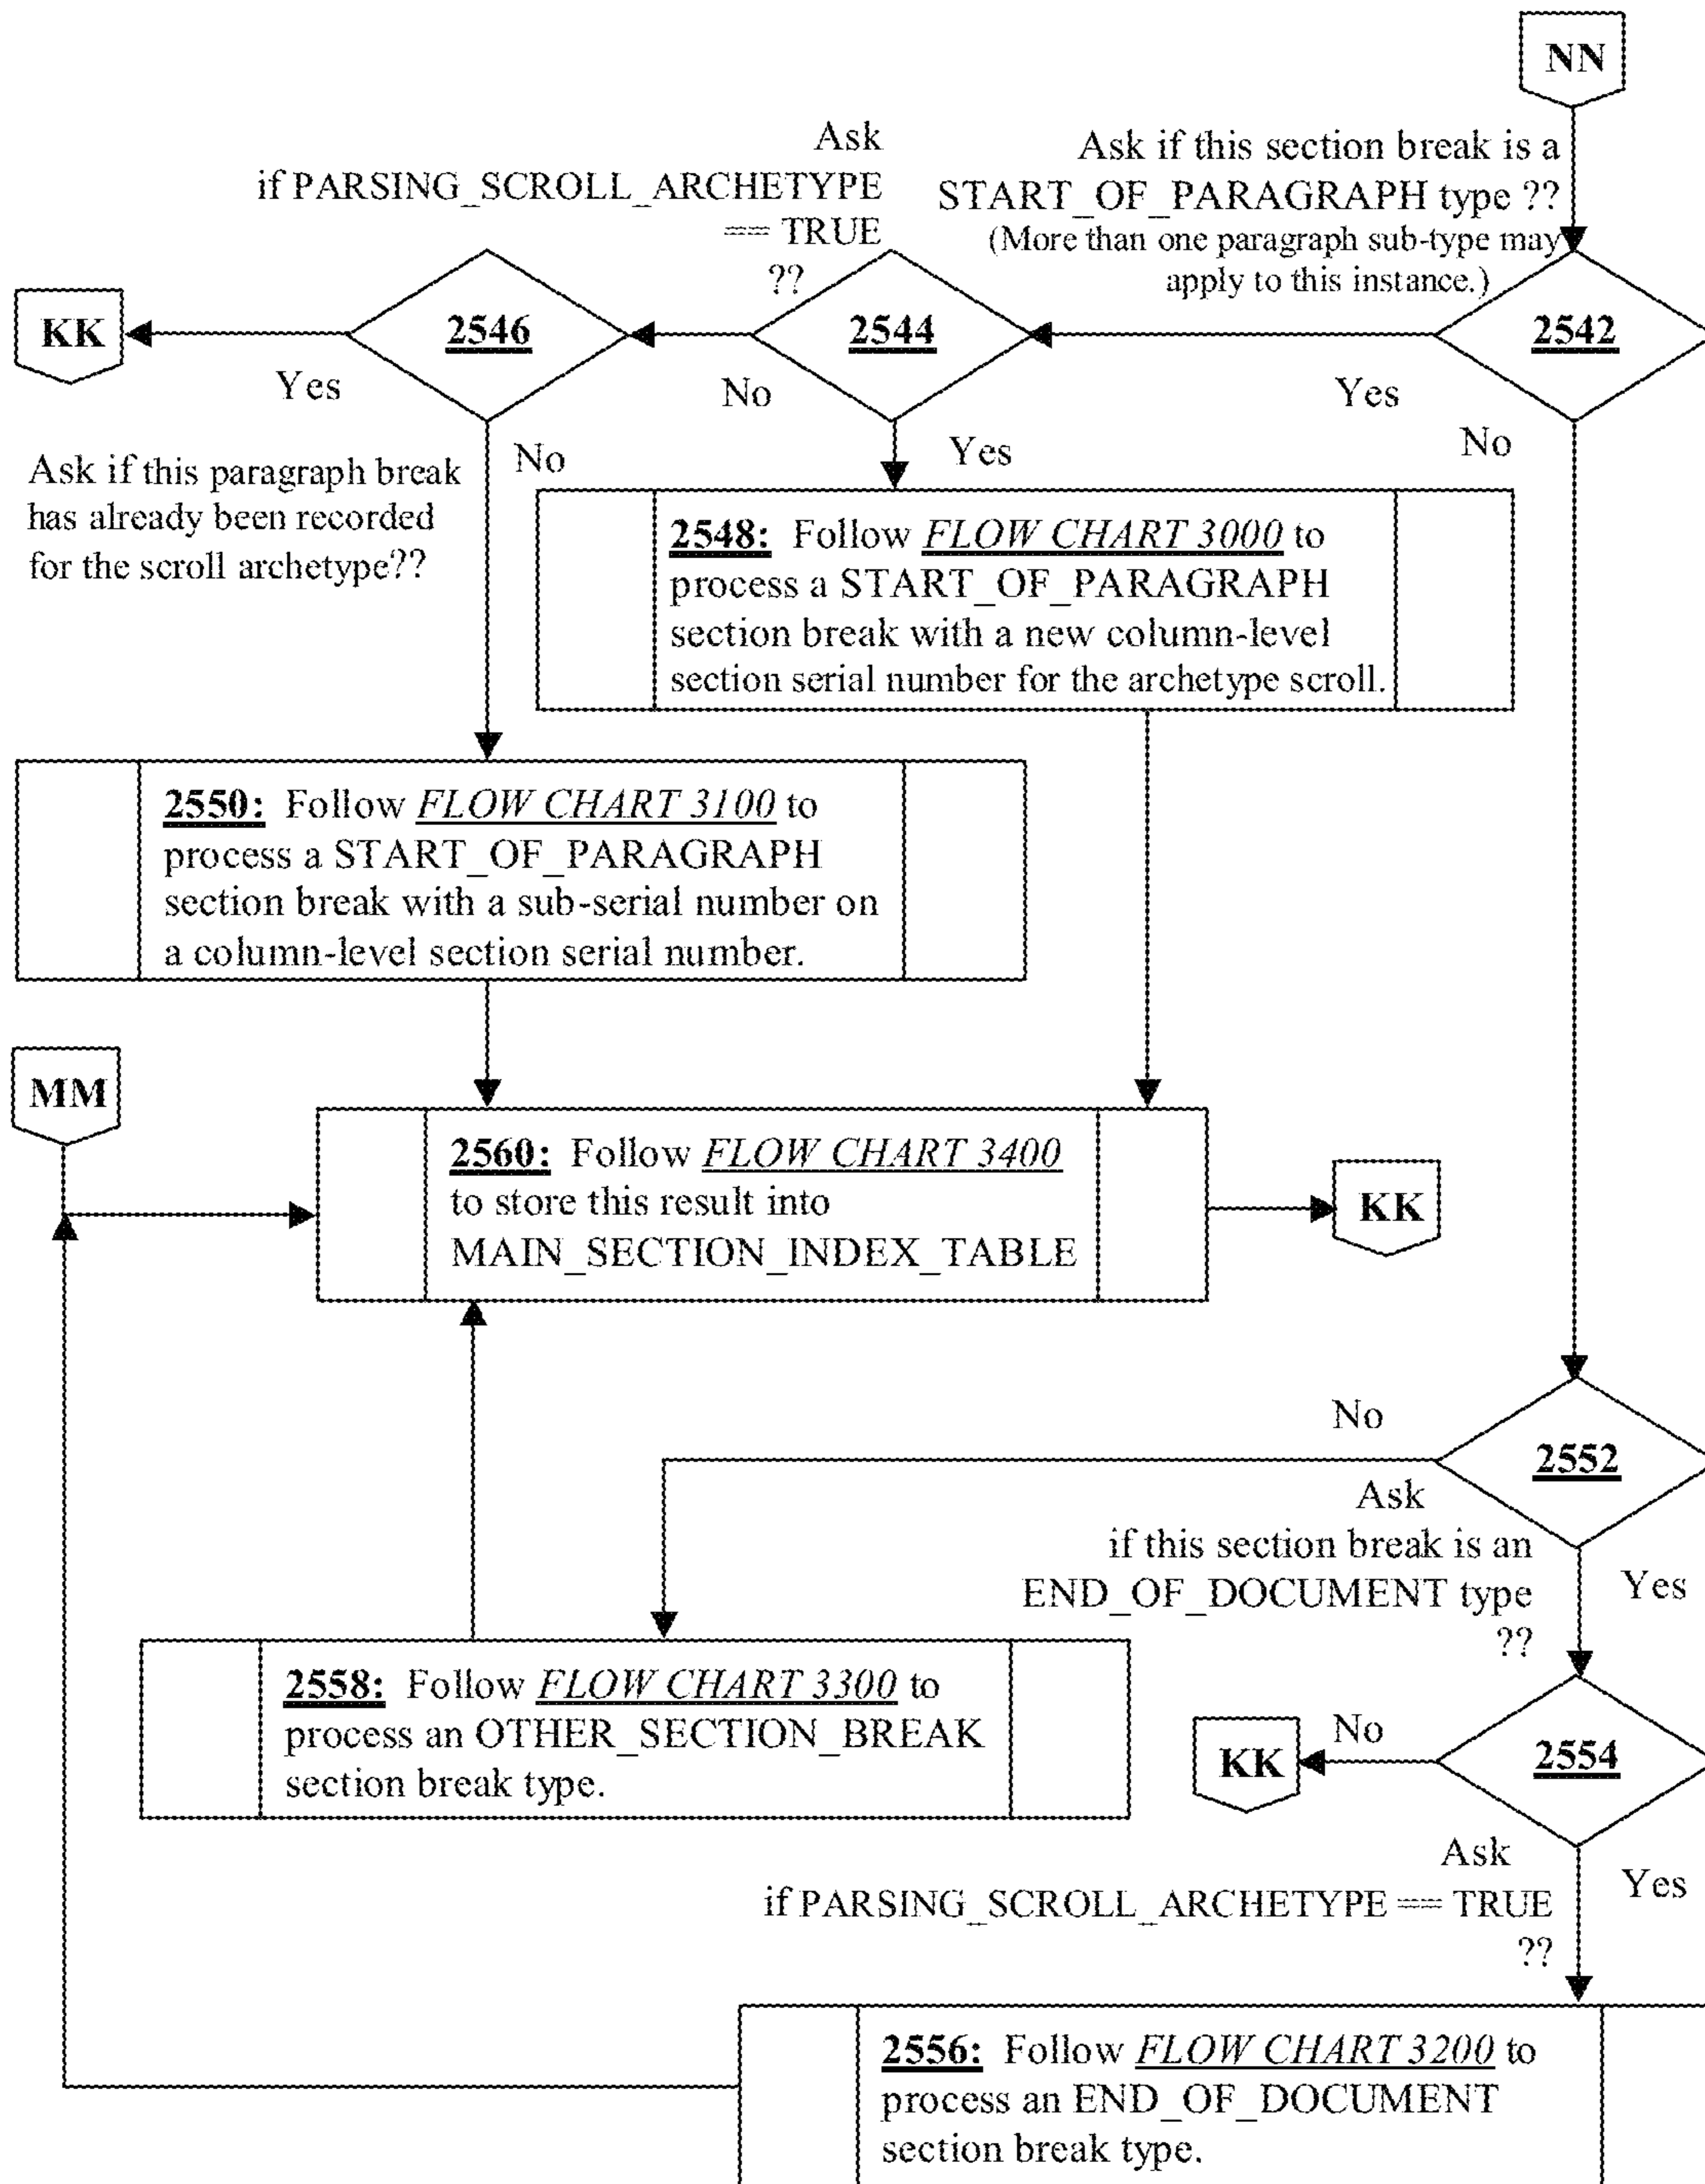 NN
Ask
if PARSING_SCROLL_ARCHETYPE
== TRUE
??
Ask if this section break is a
START_OF_PARAGRAPH type ??
(More than one paragraph sub-type may
apply to this instance.)
KK
2546
2544
2542
Yes
No
Yes
No
Yes
No
Ask if this paragraph break
has already been recorded
for the scroll archetype??
2548: Follow FLOW CHART 3000 to
process a START_OF_PARAGRAPH
section break with a new column-level
section serial number for the archetype scroll.
2550: Follow FLOW CHART 3100 to
process a START_OF_PARAGRAPH
section break with a sub-serial number on
a column-level section serial number.
MM
2560: Follow FLOW CHART 3400
to store this result into
MAIN_SECTION_INDEX_TABLE
KK
No
2552
Ask
if this section break is an
END_OF_DOCUMENT type
??
Yes
2558: Follow FLOW CHART 3300 to
process an OTHER_SECTION_BREAK
section break type.
KK
No
2554
Ask
if PARSING_SCROLL_ARCHETYPE == TRUE
??
Yes
2556: Follow FLOW CHART 3200 to
process an END_OF_DOCUMENT
section break type.